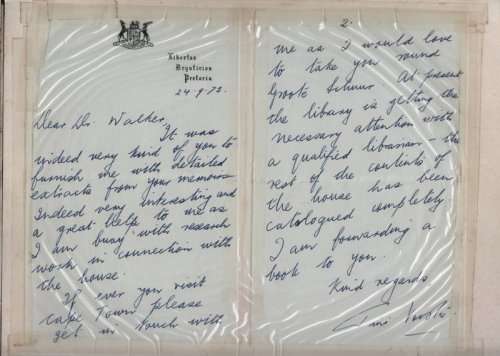 Libertas
Bryntirion
Pretoria
24.9.73.
Dear Dr. Walker,
It was
indeed very kind of you to
furnish me with detailed
extracts from your memoirs
Indeed very interesting and
a great help to me as
I am busy with research
work in connection with
the house.
If ever you visit
Cape Town please
get in touch with
2.
me as I would love
to take you round
Groote Schuur. At present
the library is getting the
necessary attention with
a qualified librarian - the
rest of the contents of
the house has been
catalogued completely.
I am forwarding a
book to you.
Kind regards